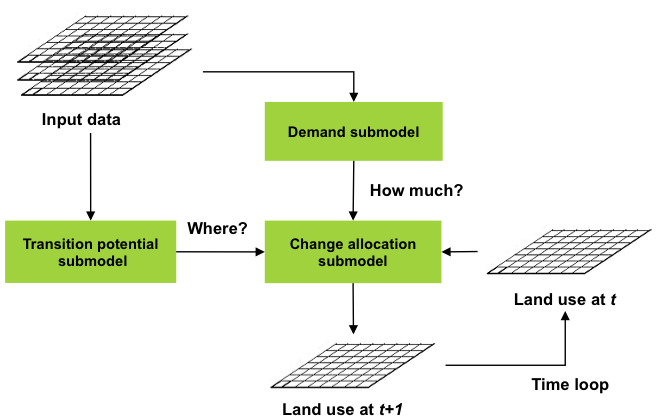 Input data
Demand submodel
How much?
Transition potential
submodel
Where?
Change allocation
submodel
Land use at t
Time loop
Land use at t+1